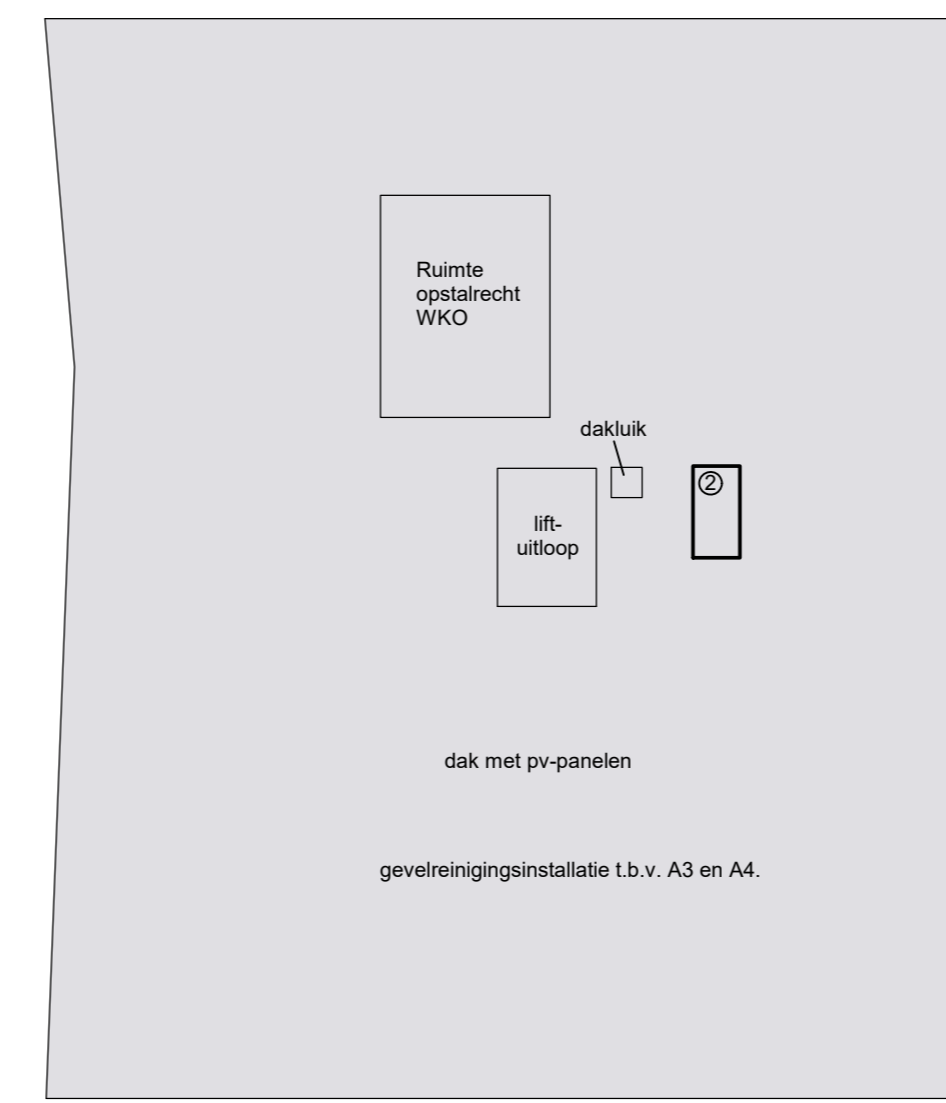 Ruimte
opstalrecht
WKO
dakluik
②
lift-
uitloop
dak met pv-panelen
gevelreinigingsinstallatie t.b.v. A3 en A4.